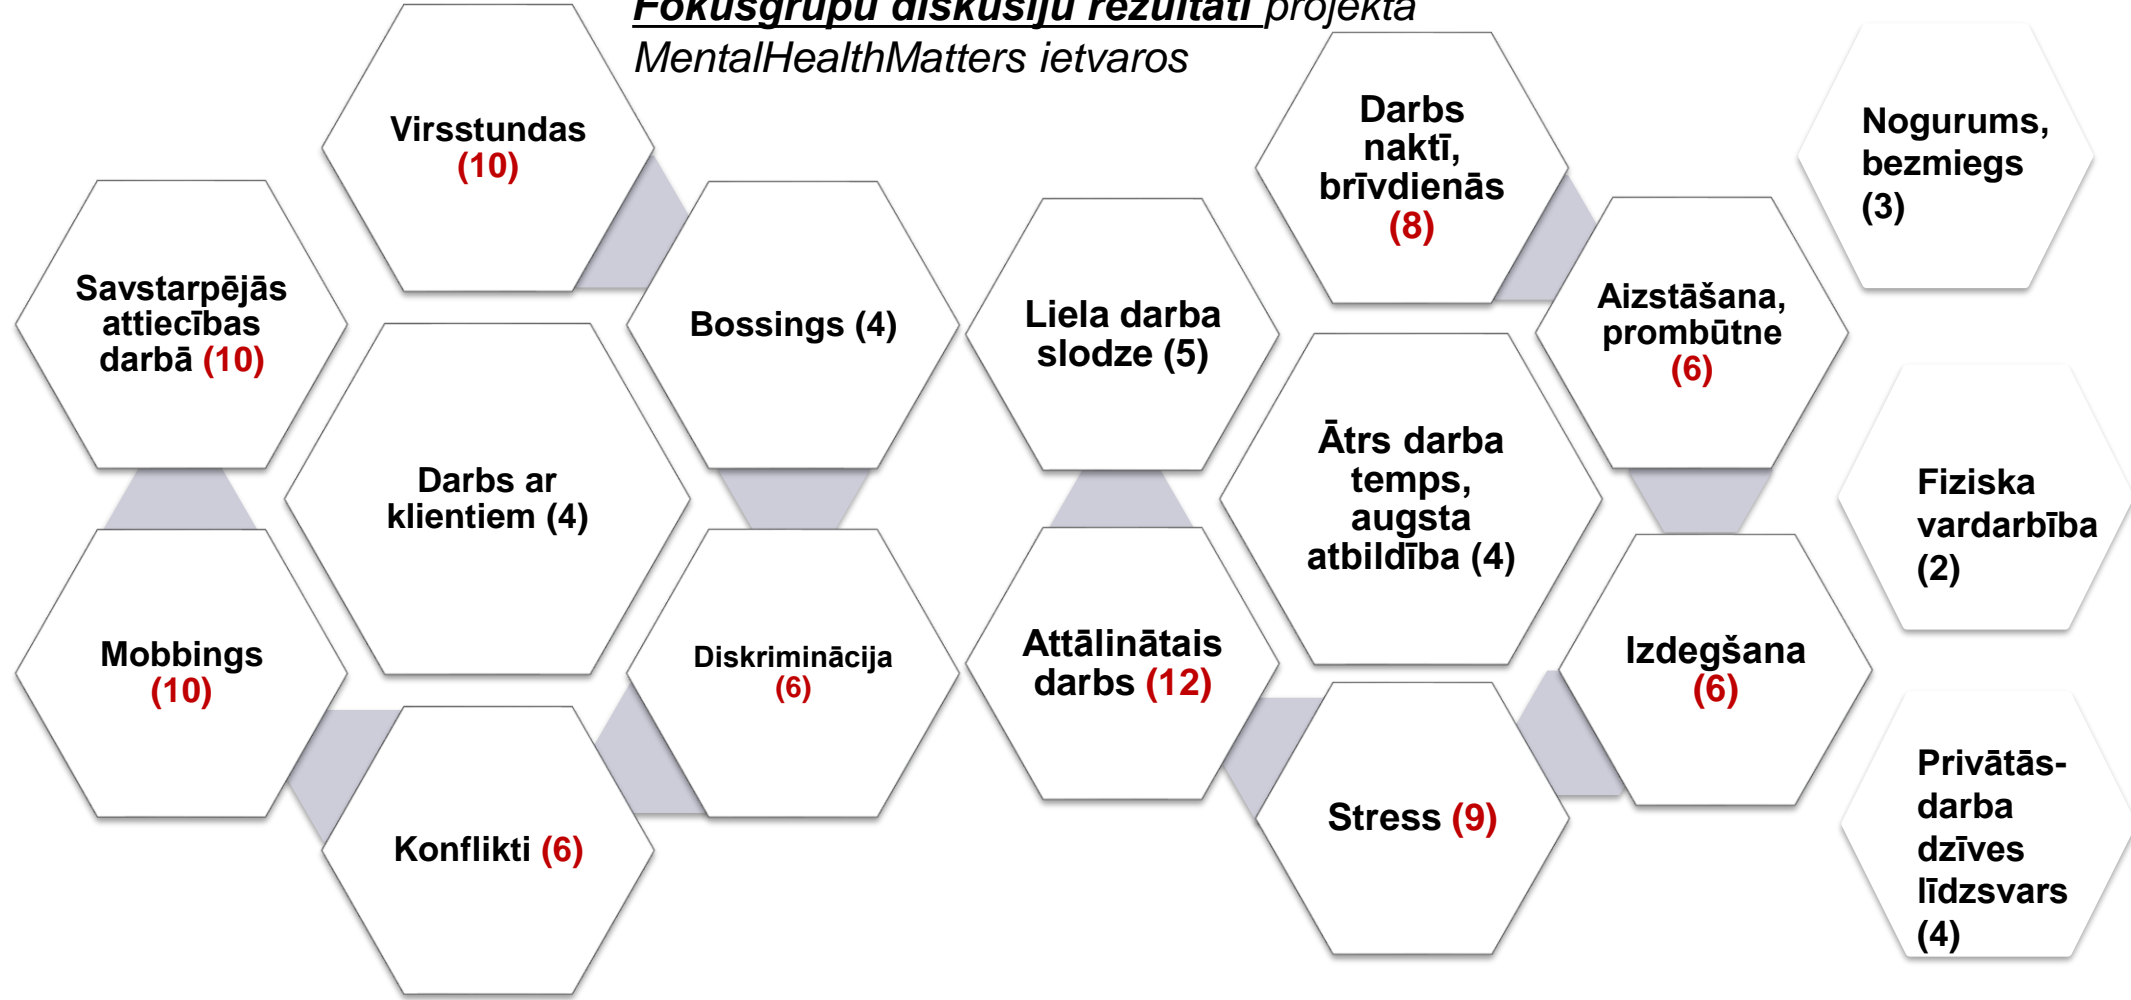 Fokusgrupu diskusiju rezultāti projekta
MentalHealthMatters ietvaros
Virsstundas
(10)
Savstarpējās
attiecības
darbā (10)
Bossings (4)
Darbs ar
klientiem (4)
Mobbings
(10)
Diskriminācija
(6)
Konflikti (6)
Darbs
naktī,
brīvdienās
(8)
Liela darba
slodze (5)
Aizstāšana,
prombūtne
(6)
Ātrs darba
temps,
augsta
atbildība (4)
Attālinātais
darbs (12)
Izdegšana
(6)
Stress (9)
Nogurums,
bezmiegs
(3)
Fiziska
vardarbība
(2)
Privātās-
darba
dzīves
līdzsvars
(4)